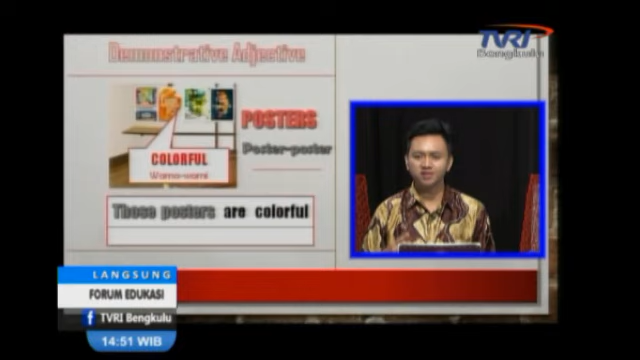 TVRI
Bengkulu
Demonstrative Adjective
POSTERS
Poster-poster
COLORFUL
Warna-warni
posters are colorful
LANGSUNG
FORUM EDUKASI
f TVRI Bengkulu
14:51 WIB